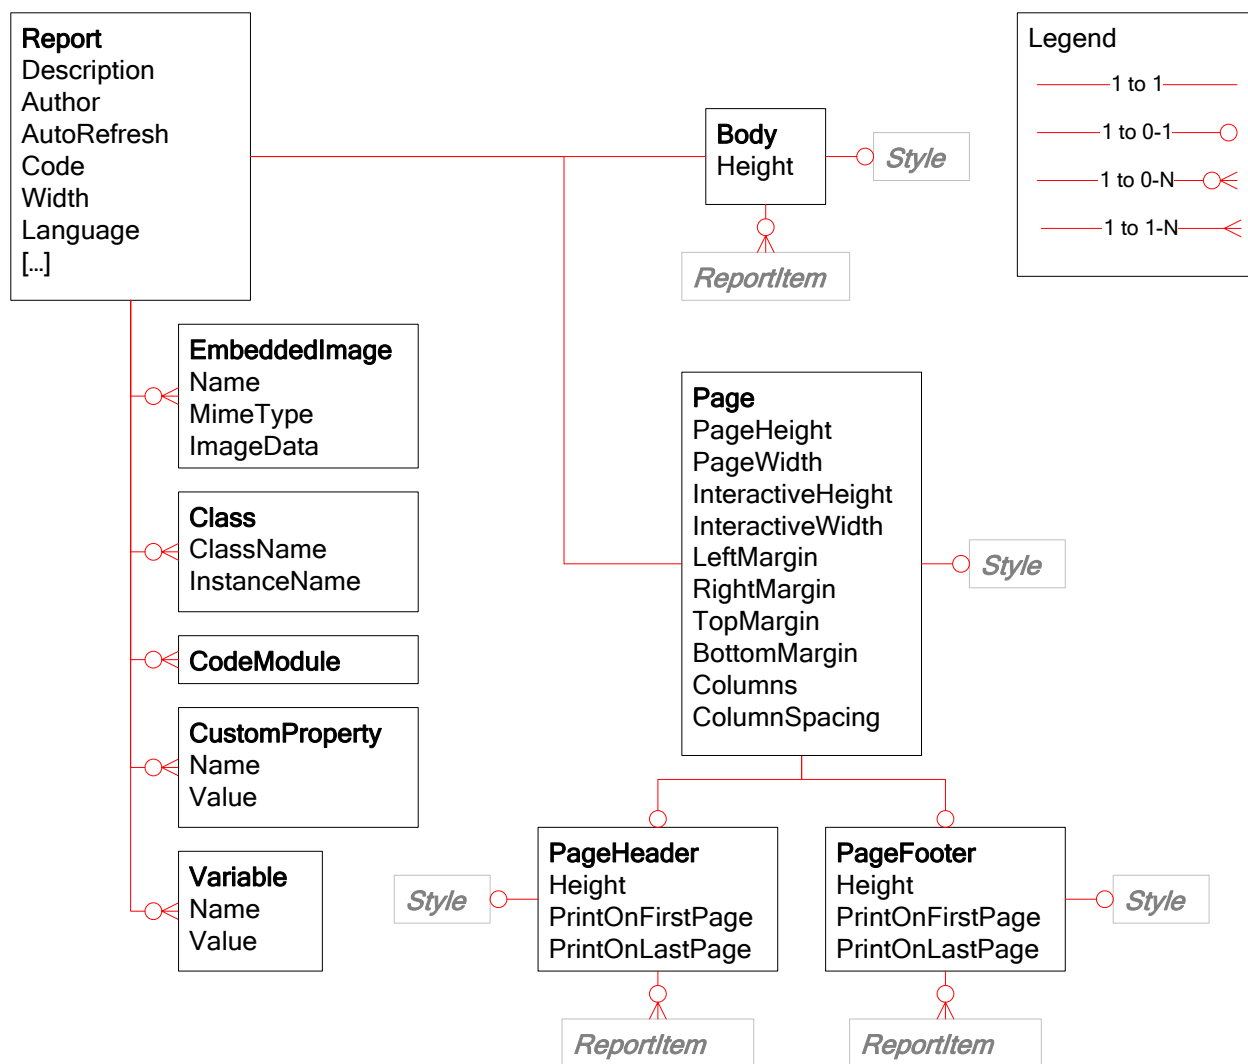 Report
Description
Author
AutoRefresh
Code
Width
Language
[...]
Body
Height
Style
ReportItem
Legend
1 to 1
1 to 0-1
1 to 0-N
1 to 1-N
EmbeddedImage
Name
MimeType
ImageData
Class
ClassName
InstanceName
CodeModule
CustomProperty
Name
Value
Variable
Name
Value
Page
PageHeight
PageWidth
InteractiveHeight
InteractiveWidth
LeftMargin
RightMargin
TopMargin
BottomMargin
Columns
ColumnSpacing
Style
Style
PageHeader
Height
PrintOnFirstPage
PrintOnLastPage
ReportItem
PageFooter
Height
PrintOnFirstPage
PrintOnLastPage
Style
ReportItem